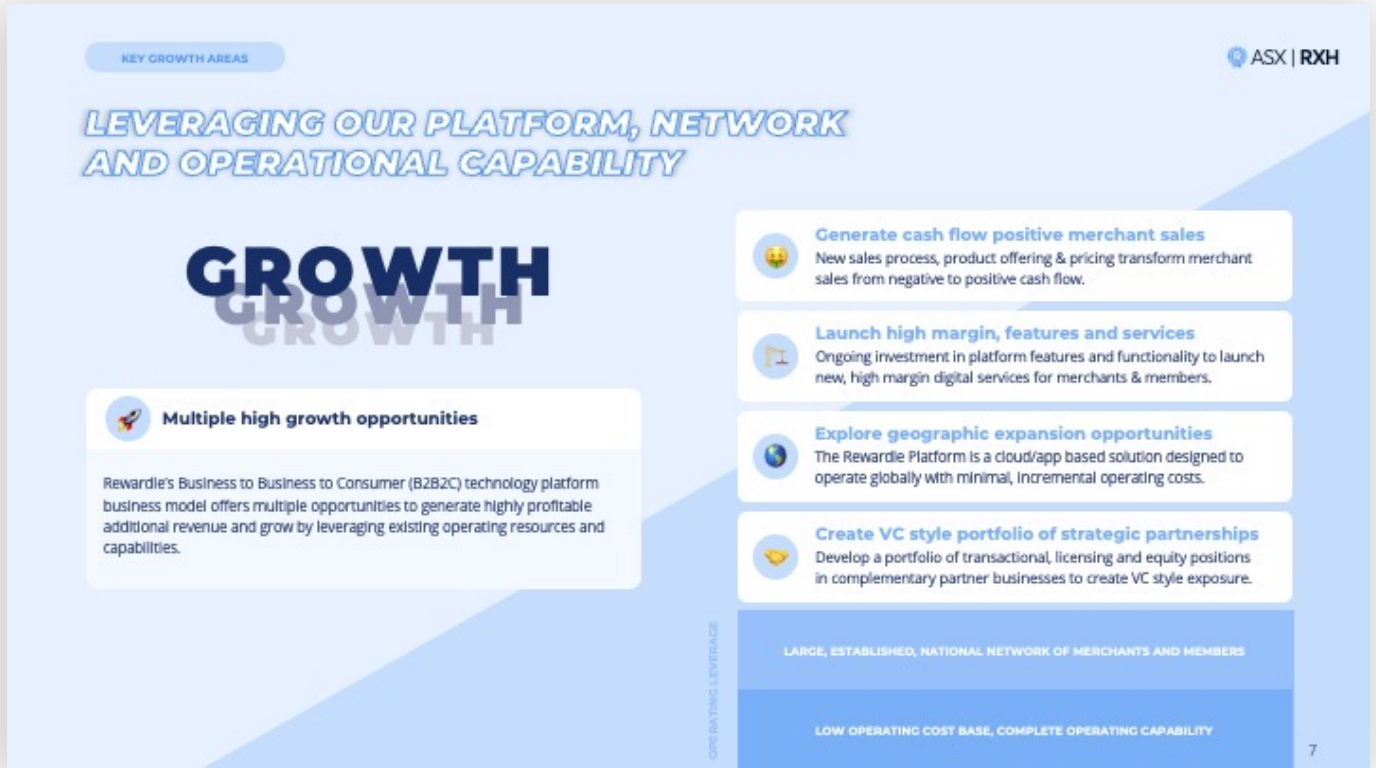 KEY GROWTH AREAS
ASX | RXH
LEVERAGING OUR PLATFORM, NETWORK
AND OPERATIONAL CAPABILITY
GROWTH
GROWTH
GROWTH
Multiple high growth opportunities
Rewardle's Business to Business to Consumer (B2B2C) technology platform
business model offers multiple opportunities to generate highly profitable
additional revenue and grow by leveraging existing operating resources and
capabilities.
Generate cash flow positive merchant sales
New sales process, product offering & pricing transform merchant
sales from negative to positive cash flow.
Launch high margin, features and services
Ongoing investment in platform features and functionality to launch
new, high margin digital services for merchants & members.
Explore geographic expansion opportunities
The Rewardle Platform is a cloud/app based solution designed to
operate globally with minimal, incremental operating costs.
Create VC style portfolio of strategic partnerships
Develop a portfolio of transactional, licensing and equity positions
in complementary partner businesses to create VC style exposure.
OPERATING LEVERAGE
LARGE, ESTABLISHED, NATIONAL NETWORK OF MERCHANTS AND MEMBERS
LOW OPERATING COST BASE, COMPLETE OPERATING CAPABILITY
7